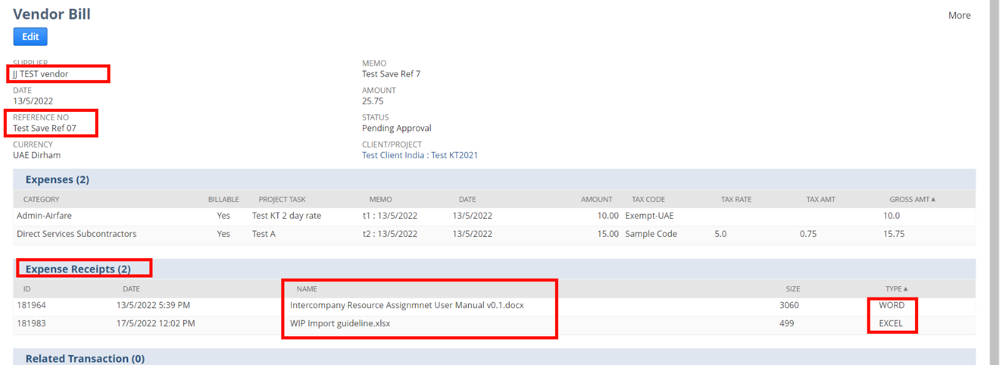 Vendor Bill
More
Edit
SUPPLIER
JJ TEST vendor
MEMO
Test Save Ref 7
DATE
13/5/2022
AMOUNT
25.75
REFERENCE NO
Test Save Ref 07
STATUS
Pending Approval
CURRENCY
UAE Dirham
CLIENT/PROJECT
Test Client India : Test KT2021
Expenses (2)
CATEGORY BILLABLE PROJECT TASK MEMO DATE AMOUNT TAX CODE TAX RATE TAX AMT GROSS AMT ▲
Admin-Airfare Yes Test KT 2 day rate t1 : 13/5/2022 13/5/2022 10.00 Exempt-UAE 10.0
Direct Services Subcontractors Yes Test A t2 : 13/5/2022 13/5/2022 15.00 Sample Code 5.0 0.75 15.75
Expense Receipts (2)
ID DATE NAME SIZE TYPE ▲
181964 13/5/2022 5:39 PM Intercompany Resource Assignmnet User Manual v0.1.docx 3060 WORD
181983 17/5/2022 12:02 PM WIP Import guideline.xlsx 499 EXCEL
Related Transaction (0)